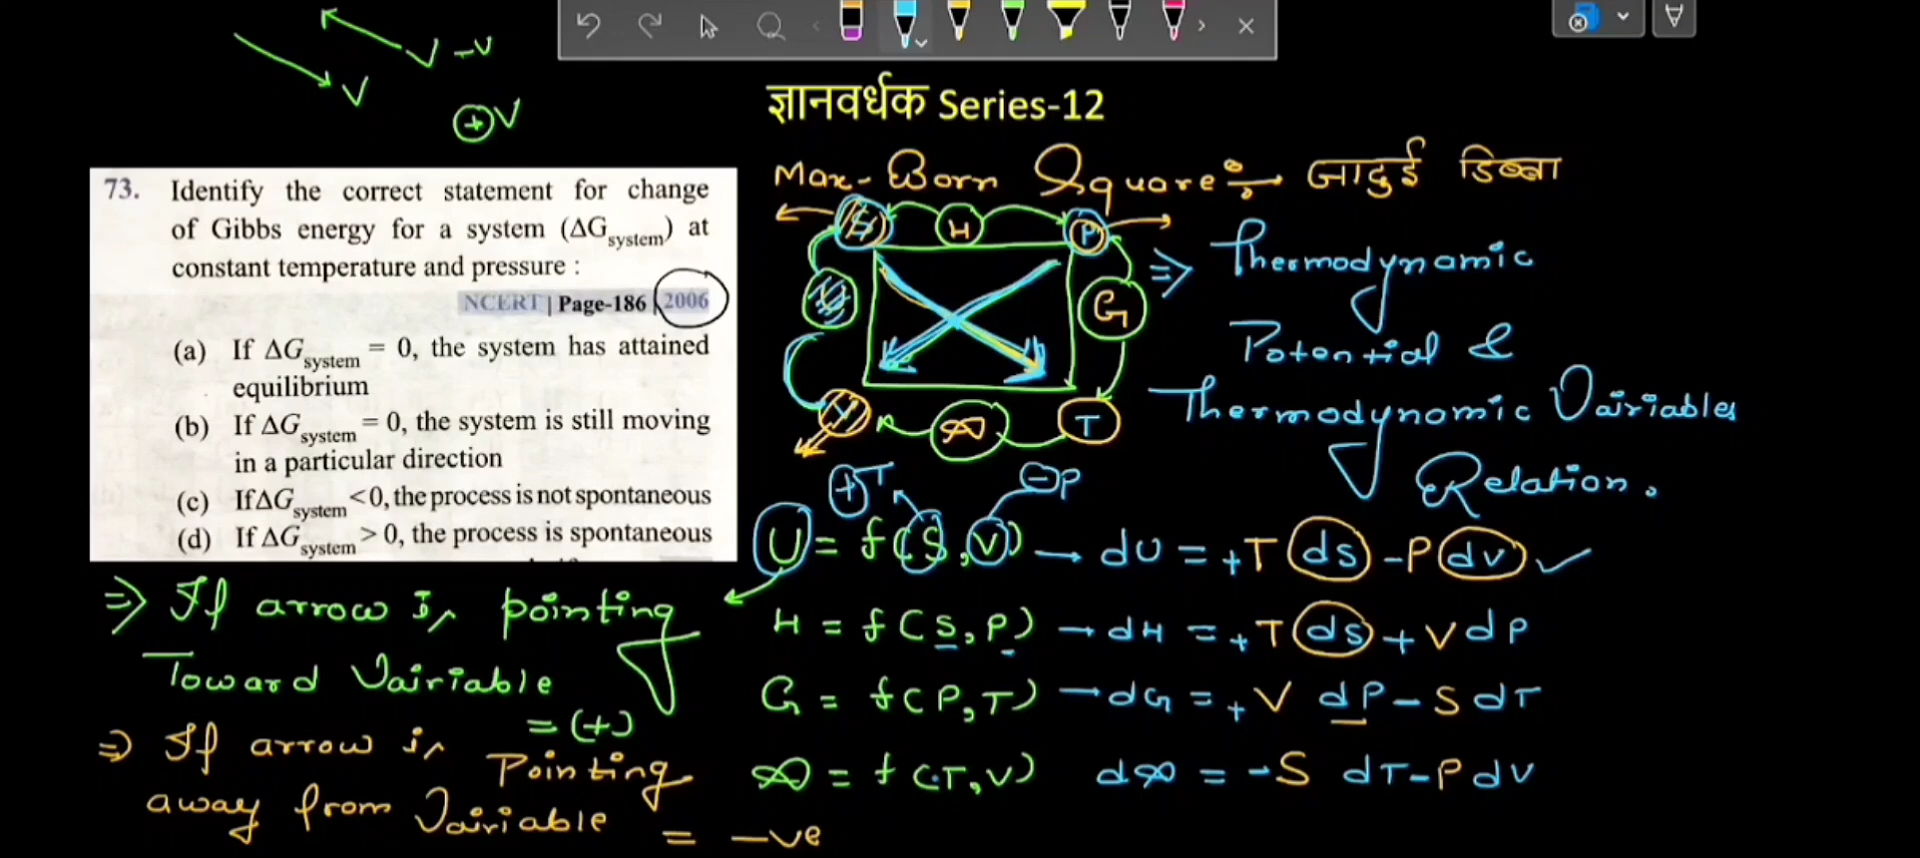 V -V
V
+V
ज्ञानवर्धक Series-12
Max-Born Square:→ जादुई डिब्बा
73. Identify the correct statement for change
of Gibbs energy for a system (ΔGsystem) at
constant temperature and pressure :
NCERT | Page-186 | 2006
(a) If ΔGsystem = 0, the system has attained
equilibrium
(b) If ΔGsystem = 0, the system is still moving
in a particular direction
(c) If ΔGsystem <0, the process is not spontaneous
(d) If ΔGsystem > 0, the process is spontaneous
S H P
U G
V T
⇒ Thermodynamic
Potential &
Thermodynamic Vairiables
Relation.
+T -P
U = f(S,V) → dU = +T ds - P dv ✓
H = f(S,P) → dH = +T ds + V dP
G = f(P,T) → dG = +V dP - S dT
= f(T,V) d = -S dT - P dV
⇒ If arrow is pointing
Toward Vairiable
= (+)
⇒ If arrow is Pointing
away from Vairiable = -ve